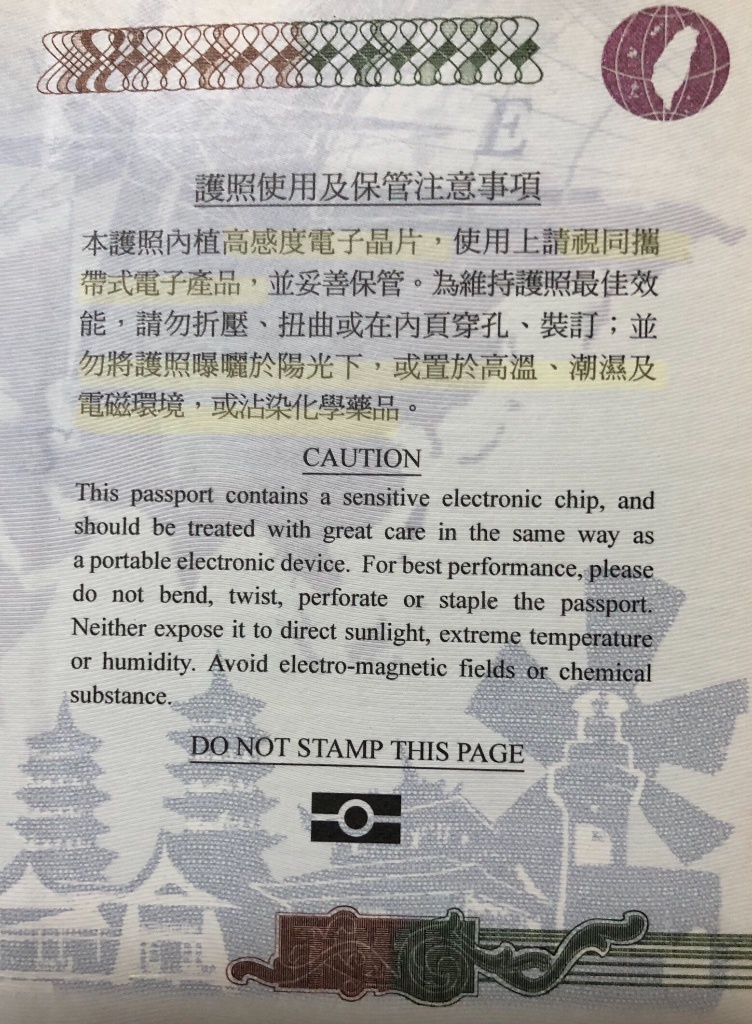 E
護照使用及保管注意事項
本護照內植高感度電子晶片，使用上請視同攜
帶式電子產品，並妥善保管。為維持護照最佳效
能，請勿折壓、扭曲或在內頁穿孔、裝訂；並
勿將護照曝曬於陽光下，或置於高溫、潮濕及
電磁環境，或沾染化學藥品。
CAUTION
This passport contains a sensitive electronic chip, and
should be treated with great care in the same way as
a portable electronic device. For best performance, please
do not bend, twist, perforate or staple the passport.
Neither expose it to direct sunlight, extreme temperature
or humidity. Avoid electro-magnetic fields or chemical
substance.
DO NOT STAMP THIS PAGE